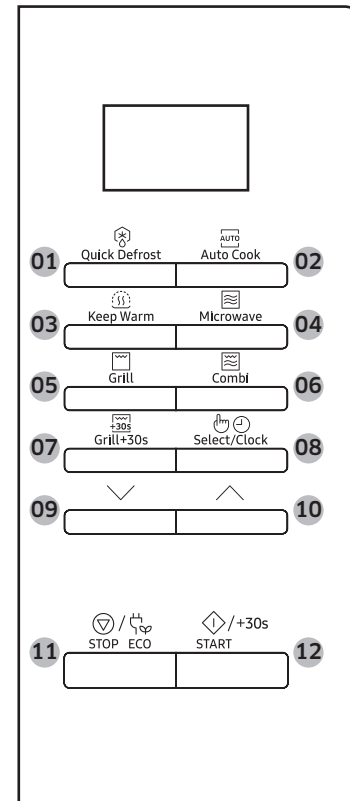 AUTO
01 Quick Defrost Auto Cook 02
03 Keep Warm Microwave 04
05 Grill Combi 06
+30s
07 Grill+30s Select/Clock 08
09 10
/ /+30s
11 STOP ECO START 12